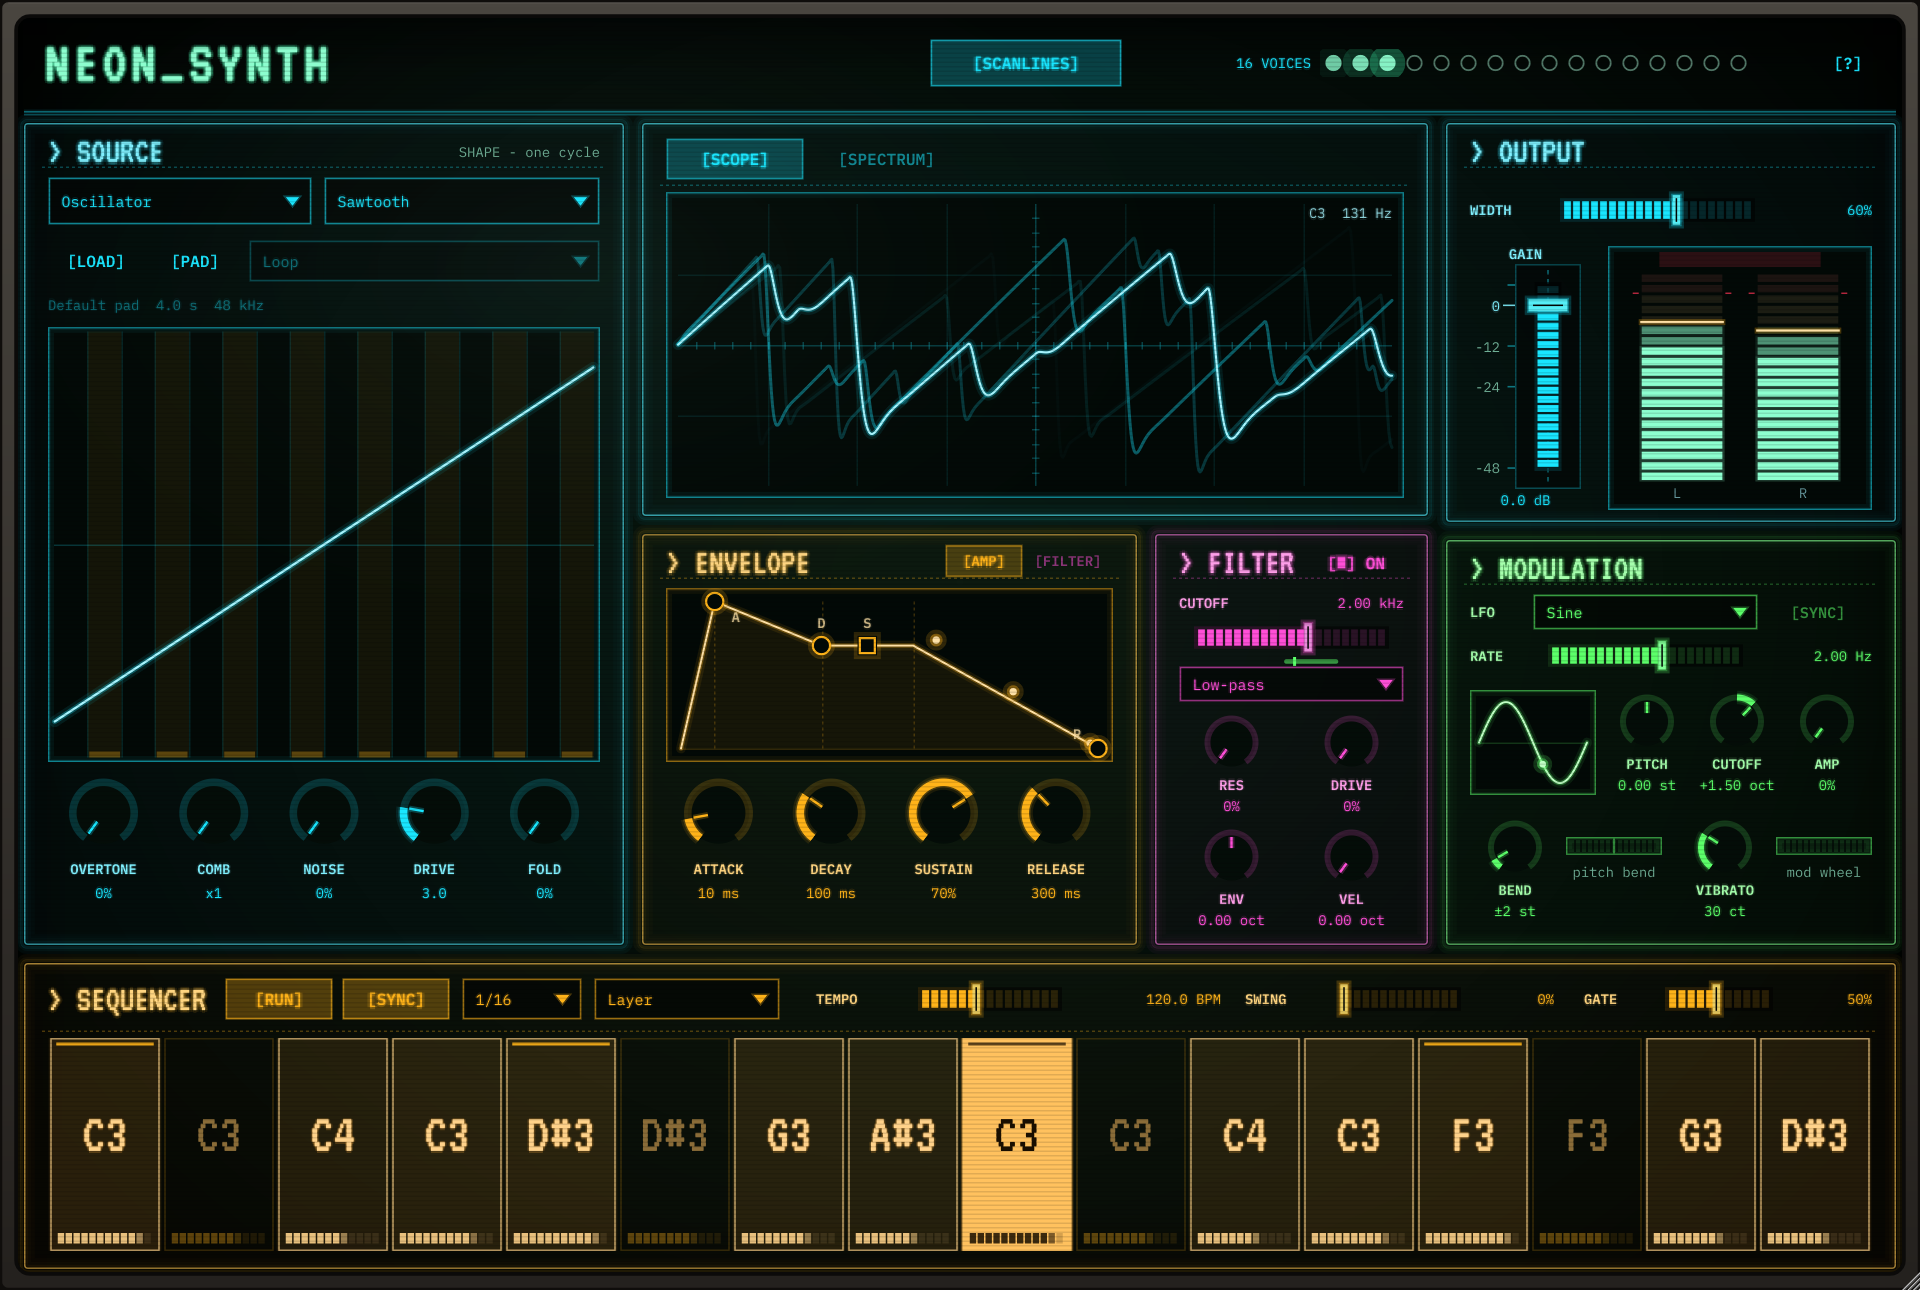 NEON_SYNTH
[SCANLINES]
16 VOICES
[?]
❯ SOURCE
SHAPE - one cycle
Oscillator
Sawtooth
[LOAD]
[PAD]
Loop
Default pad 4.0 s 48 kHz
OVERTONE
COMB
NOISE
DRIVE
FOLD
0%
x1
0%
3.0
0%
[SCOPE]
[SPECTRUM]
C3 131 Hz
❯ OUTPUT
WIDTH
60%
GAIN
0
-12
-24
-48
0.0 dB
L
R
❯ ENVELOPE
[AMP]
[FILTER]
A
D
S
R
ATTACK
DECAY
SUSTAIN
RELEASE
10 ms
100 ms
70%
300 ms
❯ FILTER
[■] ON
CUTOFF
2.00 kHz
Low-pass
RES
DRIVE
0%
0%
ENV
VEL
0.00 oct
0.00 oct
❯ MODULATION
LFO
Sine
[SYNC]
RATE
2.00 Hz
PITCH
CUTOFF
AMP
0.00 st
+1.50 oct
0%
pitch bend
mod wheel
BEND
VIBRATO
±2 st
30 ct
❯ SEQUENCER
[RUN]
[SYNC]
1/16
Layer
TEMPO
120.0 BPM
SWING
0%
GATE
50%
C3
C3
C4
C3
D#3
D#3
G3
A#3
C3
C3
C4
C3
F3
F3
G3
D#3